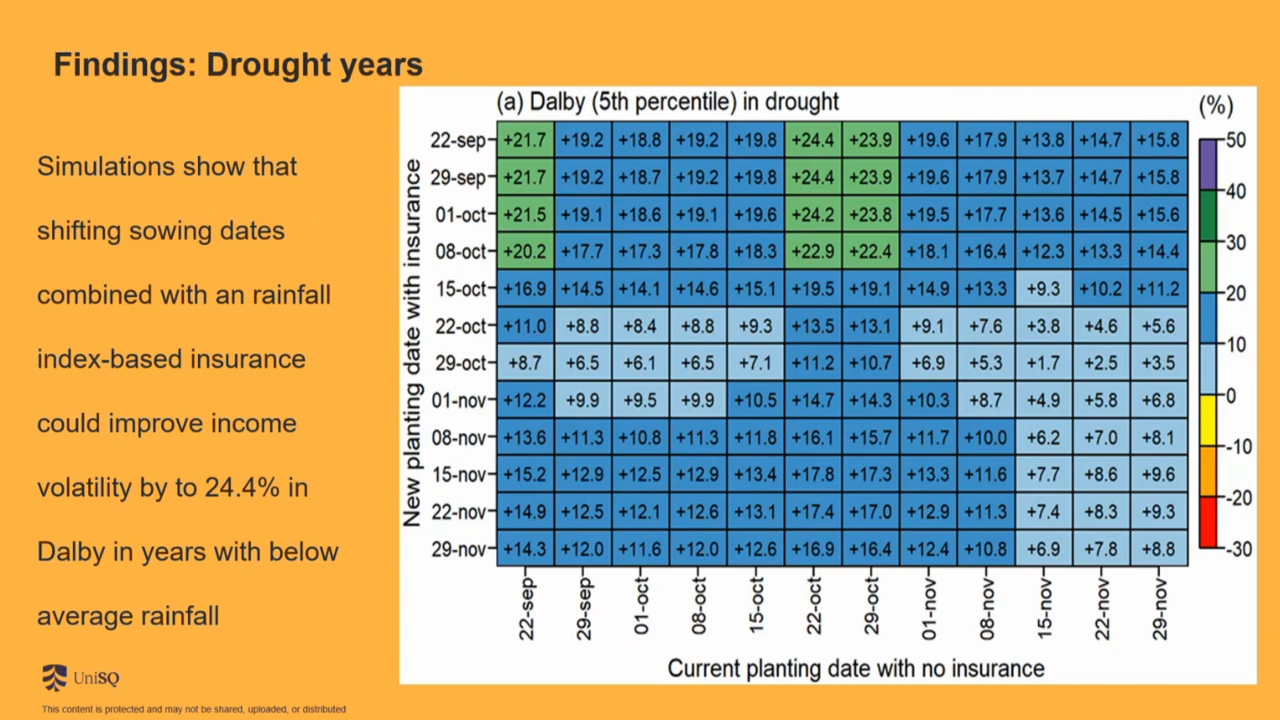 Findings: Drought years
Simulations show that
shifting sowing dates
combined with an rainfall
index-based insurance
could improve income
volatility by to 24.4% in
Dalby in years with below
average rainfall
UniSQ
This content is protected and may not be shared, uploaded, or distributed
(a) Dalby (5th percentile) in drought
(%)
New planting date with insurance
22-sep +21.7 +19.2 +18.8 +19.2 +19.8 +24.4 +23.9 +19.6 +17.9 +13.8 +14.7 +15.8
29-sep +21.7 +19.2 +18.7 +19.2 +19.8 +24.4 +23.9 +19.6 +17.9 +13.7 +14.7 +15.8
01-oct +21.5 +19.1 +18.6 +19.1 +19.6 +24.2 +23.8 +19.5 +17.7 +13.6 +14.5 +15.6
08-oct +20.2 +17.7 +17.3 +17.8 +18.3 +22.9 +22.4 +18.1 +16.4 +12.3 +13.3 +14.4
15-oct +16.9 +14.5 +14.1 +14.6 +15.1 +19.5 +19.1 +14.9 +13.3 +9.3 +10.2 +11.2
22-oct +11.0 +8.8 +8.4 +8.8 +9.3 +13.5 +13.1 +9.1 +7.6 +3.8 +4.6 +5.6
29-oct +8.7 +6.5 +6.1 +6.5 +7.1 +11.2 +10.7 +6.9 +5.3 +1.7 +2.5 +3.5
01-nov +12.2 +9.9 +9.5 +9.9 +10.5 +14.7 +14.3 +10.3 +8.7 +4.9 +5.8 +6.8
08-nov +13.6 +11.3 +10.8 +11.3 +11.8 +16.1 +15.7 +11.7 +10.0 +6.2 +7.0 +8.1
15-nov +15.2 +12.9 +12.5 +12.9 +13.4 +17.8 +17.3 +13.3 +11.6 +7.7 +8.6 +9.6
22-nov +14.9 +12.5 +12.1 +12.6 +13.1 +17.4 +17.0 +12.9 +11.3 +7.4 +8.3 +9.3
29-nov +14.3 +12.0 +11.6 +12.0 +12.6 +16.9 +16.4 +12.4 +10.8 +6.9 +7.8 +8.8
22-sep 29-sep 01-oct 08-oct 15-oct 22-oct 29-oct 01-nov 08-nov 15-nov 22-nov 29-nov
Current planting date with no insurance
50
40
30
20
10
0
-10
-20
-30